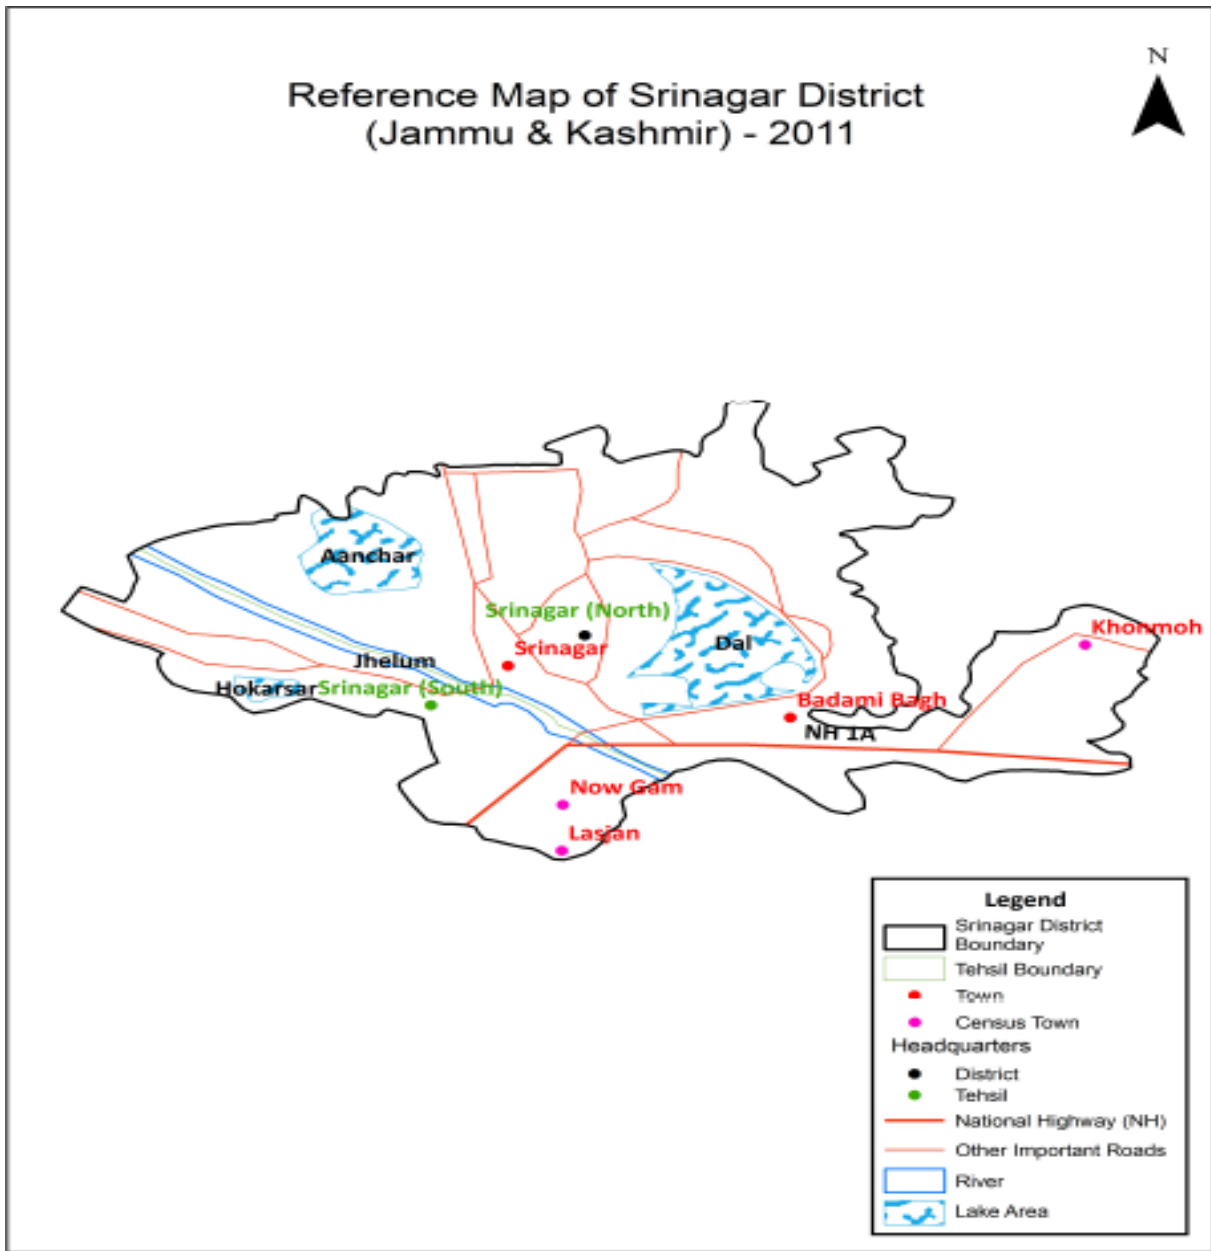 N
Reference Map of Srinagar District
(Jammu & Kashmir) - 2011
Aanchar
Srinagar (North)
Khonmoh
Srinagar
Dal
Jhelum
Hokarsar
Srinagar (South)
Badami Bagh
NH 1A
Now Gam
Lasjan
Legend
Srinagar District
Boundary
Tehsil Boundary
Town
Census Town
Headquarters
District
Tehsil
National Highway (NH)
Other Important Roads
River
Lake Area